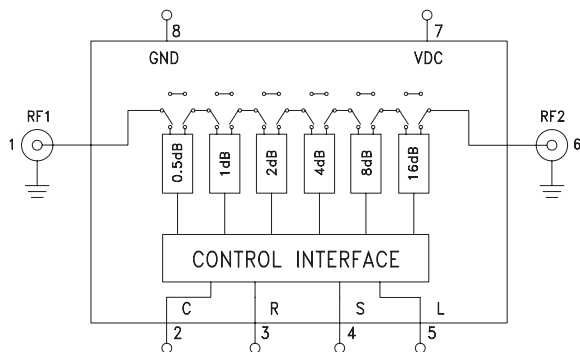 8
7
GND
VDC
RF1
RF2
1
6
0.5dB
1dB
2dB
4dB
8dB
16dB
CONTROL INTERFACE
C
R
S
L
2
3
4
5